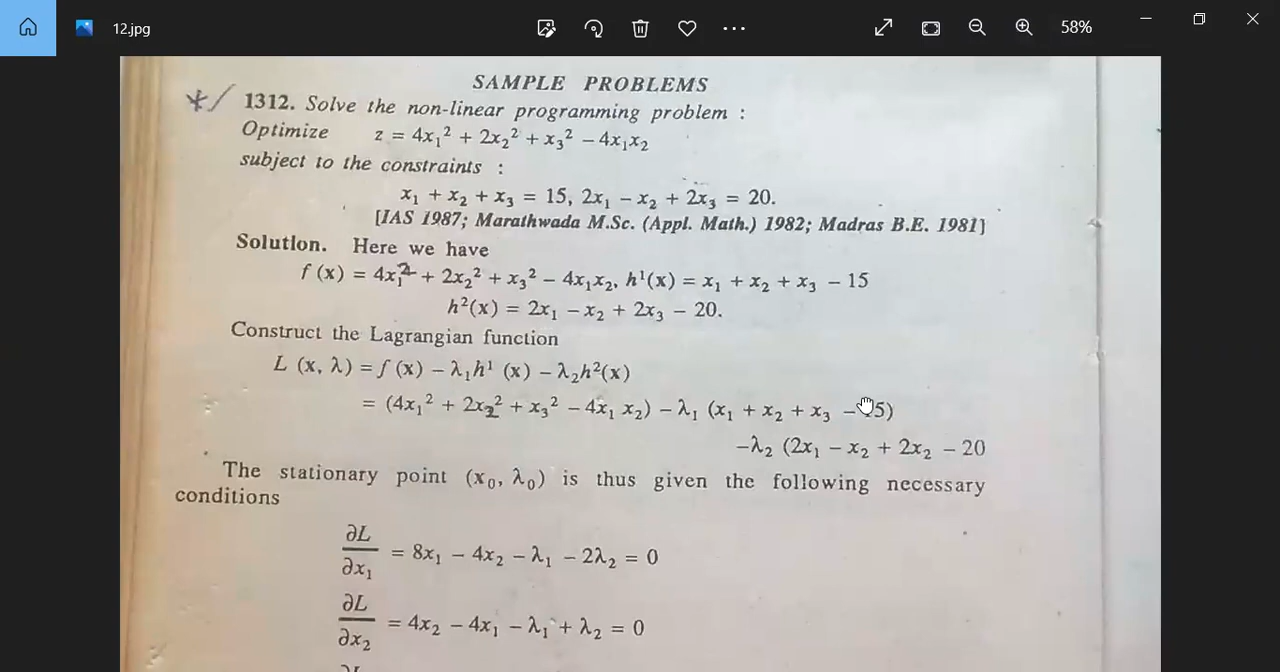 12.jpg
58%
SAMPLE PROBLEMS
*/ 1312. Solve the non-linear programming problem :
Optimize z = 4x₁² + 2x₂² + x₃² − 4x₁x₂
subject to the constraints :
x₁ + x₂ + x₃ = 15, 2x₁ − x₂ + 2x₃ = 20.
[IAS 1987; Marathwada M.Sc. (Appl. Math.) 1982; Madras B.E. 1981]
Solution. Here we have
f (x) = 4x₁² + 2x₂² + x₃² − 4x₁x₂, h¹(x) = x₁ + x₂ + x₃ − 15
h²(x) = 2x₁ − x₂ + 2x₃ − 20.
Construct the Lagrangian function
L (x, λ) = f (x) − λ₁h¹ (x) − λ₂h²(x)
= (4x₁² + 2x₂² + x₃² − 4x₁ x₂) − λ₁ (x₁ + x₂ + x₃ − 15)
−λ₂ (2x₁ − x₂ + 2x₂ − 20
The stationary point (x₀, λ₀) is thus given the following necessary
conditions
∂L/∂x₁ = 8x₁ − 4x₂ − λ₁ − 2λ₂ = 0
∂L/∂x₂ = 4x₂ − 4x₁ − λ₁ + λ₂ = 0
∂L